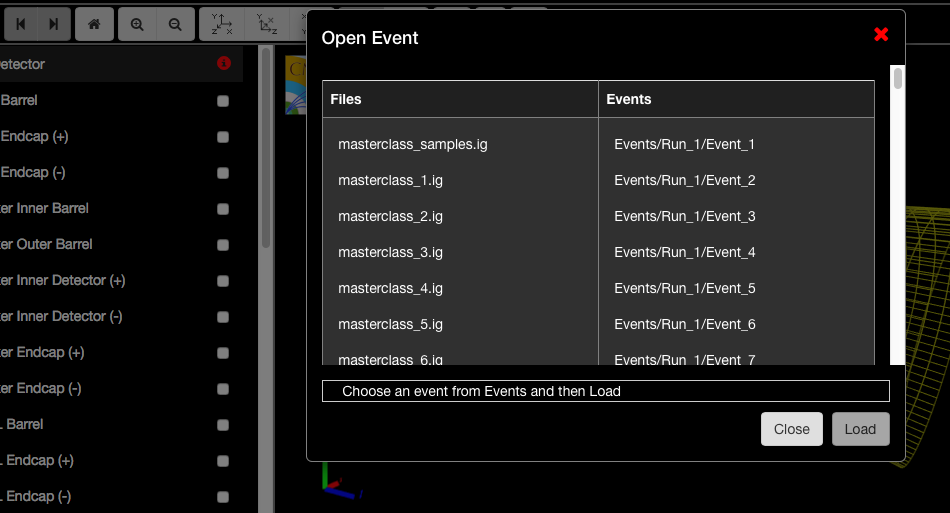 Open Event
Files Events
masterclass_samples.ig Events/Run_1/Event_1
masterclass_1.ig Events/Run_1/Event_2
masterclass_2.ig Events/Run_1/Event_3
masterclass_3.ig Events/Run_1/Event_4
masterclass_4.ig Events/Run_1/Event_5
masterclass_5.ig Events/Run_1/Event_6
masterclass_6.ig Events/Run_1/Event_7
Choose an event from Events and then Load
Close Load
etector
Barrel
Endcap (+)
Endcap (-)
er Inner Barrel
er Outer Barrel
er Inner Detector (+)
er Inner Detector (-)
er Endcap (+)
er Endcap (-)
Barrel
Endcap (+)
Endcap (-)